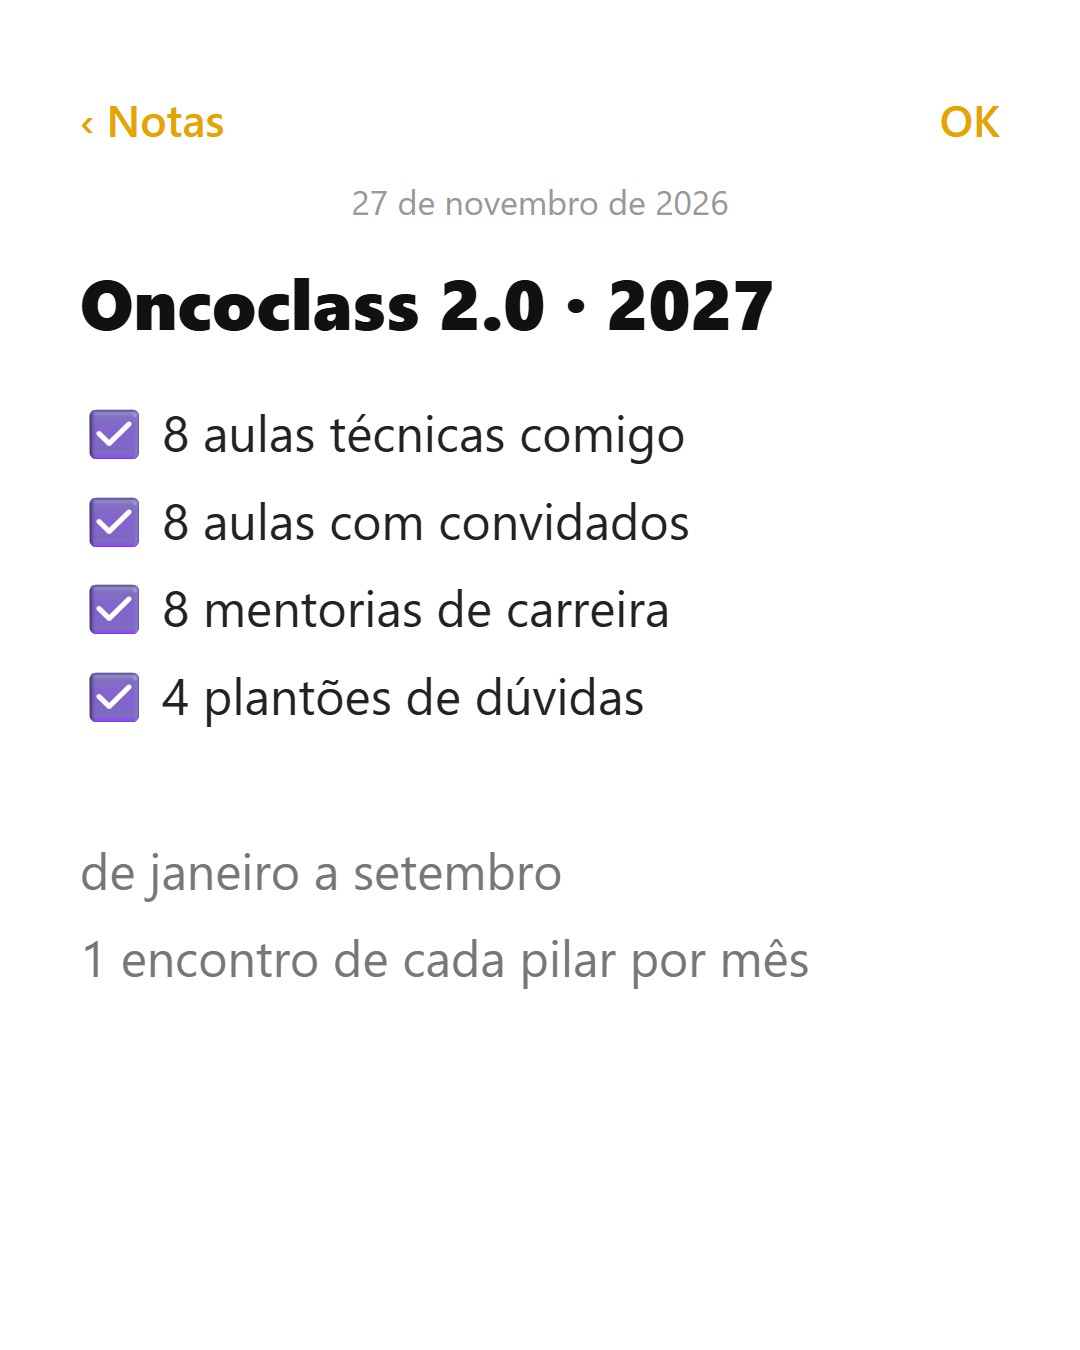 ‹ Notas
OK
27 de novembro de 2026
Oncoclass 2.0 · 2027
☑ 8 aulas técnicas comigo
☑ 8 aulas com convidados
☑ 8 mentorias de carreira
☑ 4 plantões de dúvidas
de janeiro a setembro
1 encontro de cada pilar por mês